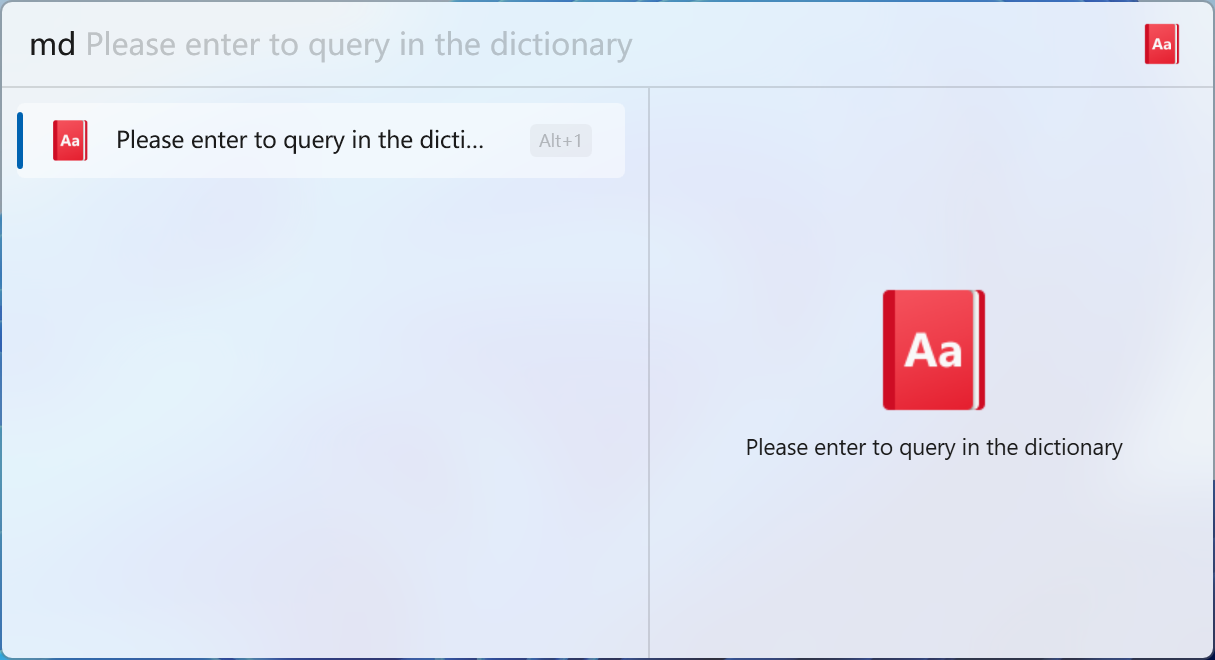 md Please enter to query in the dictionary
Aa
Aa
Please enter to query in the dicti...
Alt+1
Aa
Please enter to query in the dictionary